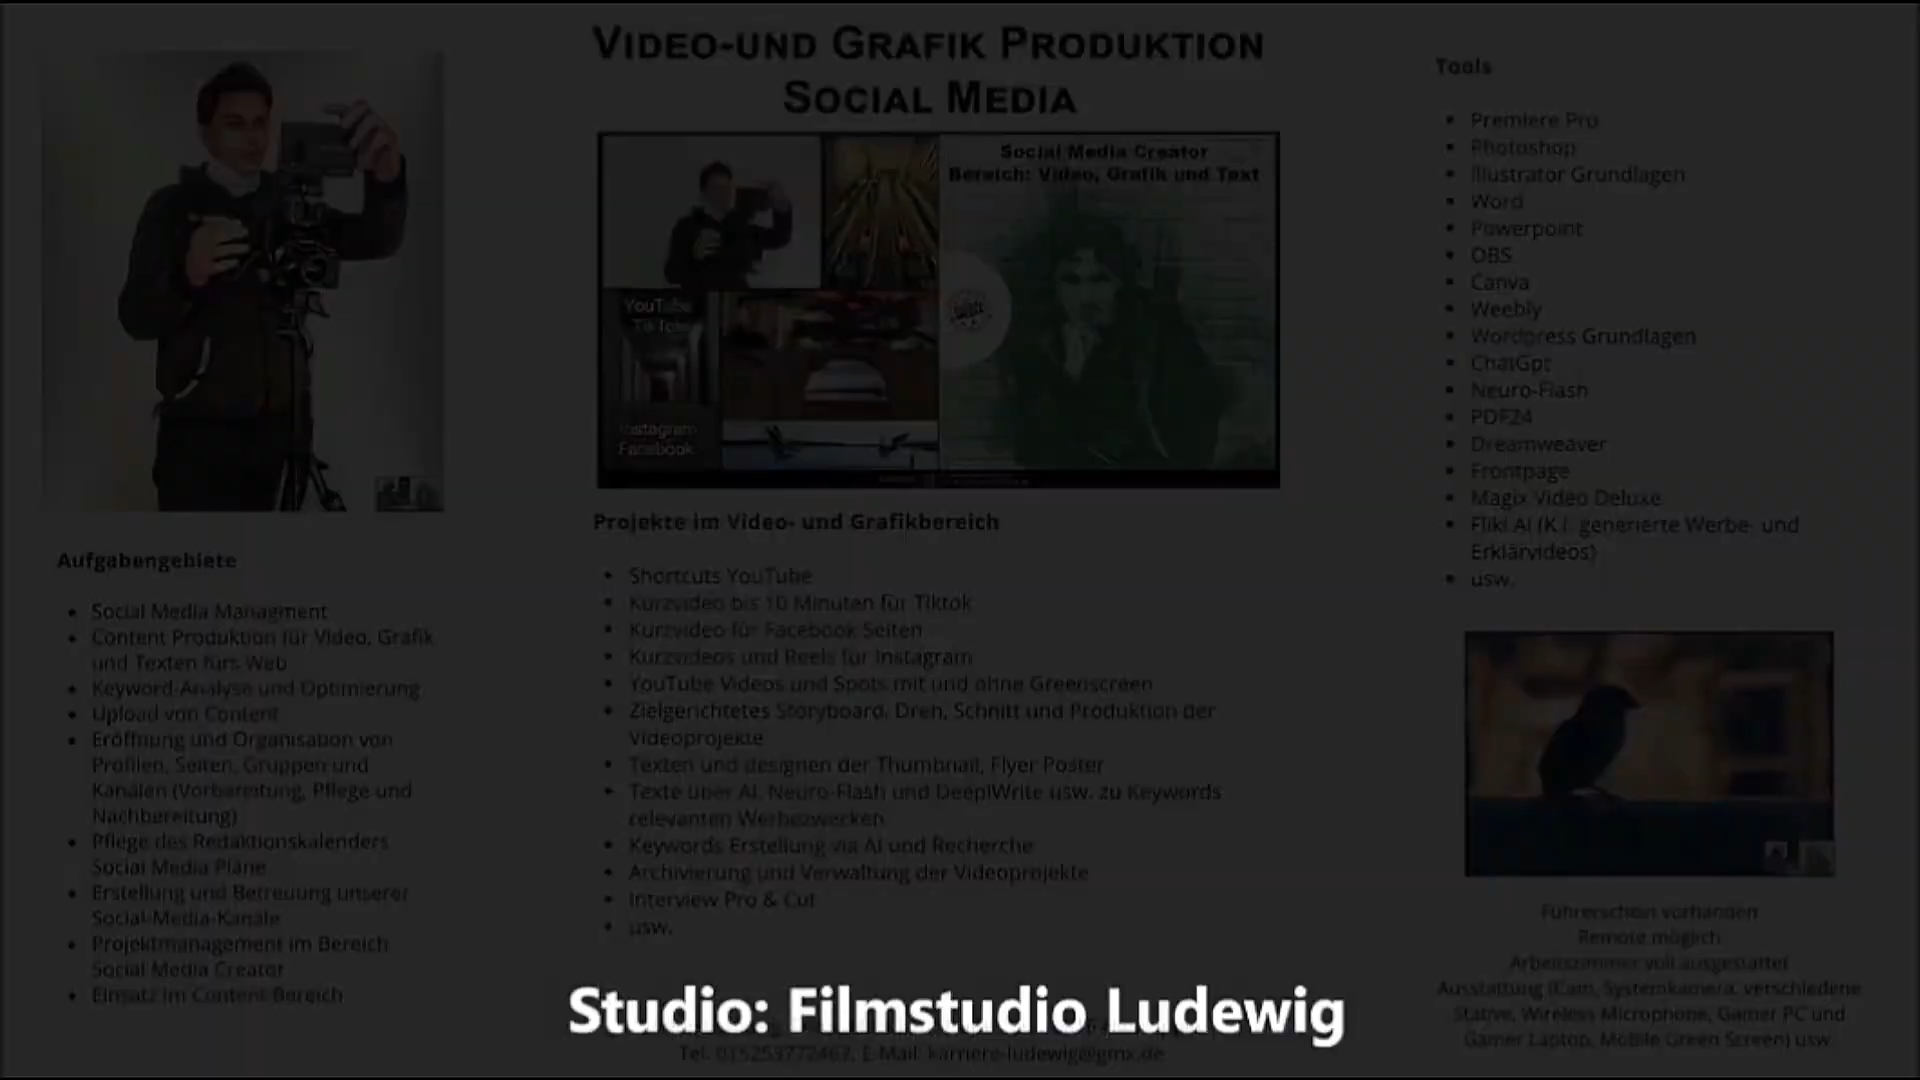 VIDEO-UND GRAFIK PRODUKTION
SOCIAL MEDIA
Social Media Creator
Bereich: Video, Grafik und Text
YouTube
TikTok
Instagram
Facebook
Aufgabengebiete
Social Media Managment
Content Produktion für Video, Grafik
und Texten fürs Web
Keyword-Analyse und Optimierung
Upload von Content
Eröffnung und Organisation von
Profilen, Seiten, Gruppen und
Kanälen (Vorbereitung, Pflege und
Nachbereitung)
Pflege des Redaktionskalenders
Social Media Pläne
Erstellung und Betreuung unserer
Social-Media-Kanäle
Projektmanagement im Bereich
Social Media Creator
Einsatz im Content Bereich
Projekte im Video- und Grafikbereich
Shortcuts YouTube
Kurzvideo bis 10 Minuten für Tiktok
Kurzvideo für Facebook Seiten
Kurzvideos und Reels für Instagram
YouTube Videos und Spots mit und ohne Greenscreen
Zielgerichtetes Storyboard, Dreh, Schnitt und Produktion der
Videoprojekte
Texten und designen der Thumbnail, Flyer Poster
Texte über AI, Neuro-Flash und DeeplWrite usw. zu Keywords
relevanten Werbezwecken
Keywords Erstellung via AI und Recherche
Archivierung und Verwaltung der Videoprojekte
Interview Pro & Cut
usw.
Tools
Premiere Pro
Photoshop
Illustrator Grundlagen
Word
Powerpoint
OBS
Canva
Weebly
Wordpress Grundlagen
ChatGpt
Neuro-Flash
PDF24
Dreamweaver
Frontpage
Magix Video Deluxe
Fliki AI (K.I. generierte Werbe- und
Erklärvideos)
usw.
Führerschein vorhanden
Remote möglich
Arbeitszimmer voll ausgestattet
Ausstattung (Cam, Systemkamera, verschiedene
Stative, Wireless Microphone, Gamer PC und
Gamer Laptop, Mobile Green Screen) usw.
Studio: Filmstudio Ludewig
Tel. 015253772467, E-Mail: karriere-ludewig@gmx.de